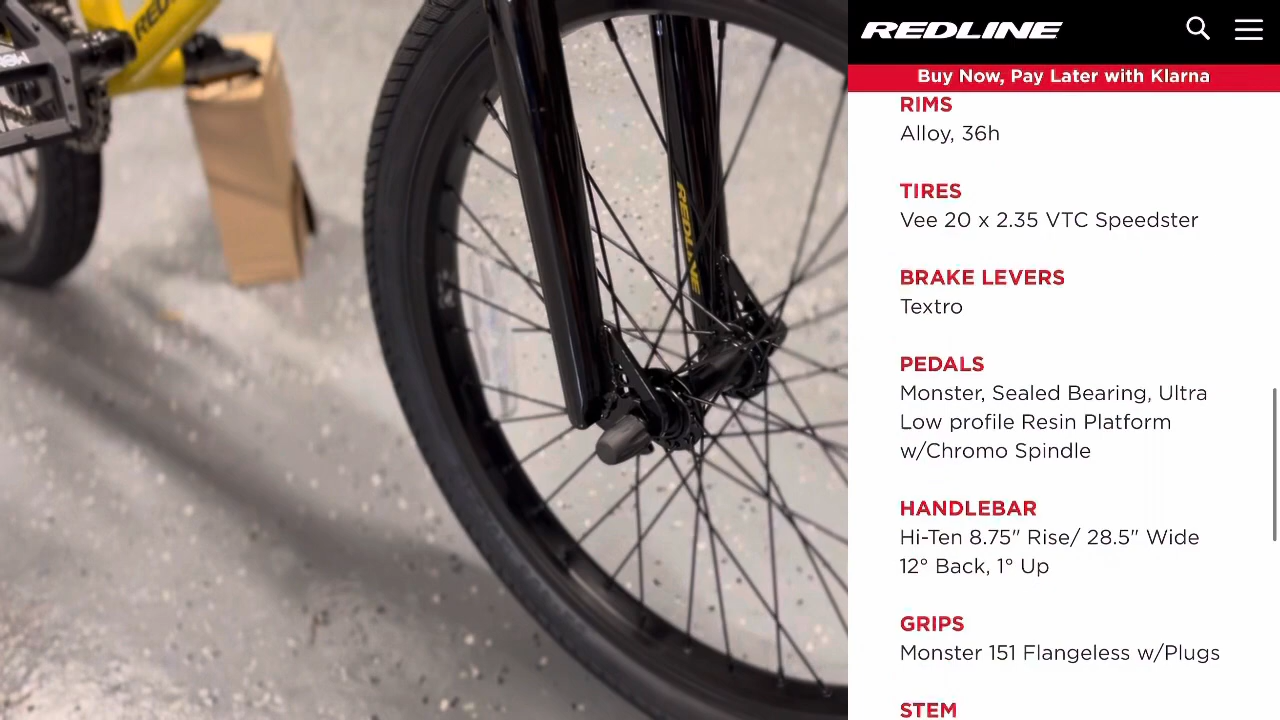 REDLINE
REDLINE
Buy Now, Pay Later with Klarna
RIMS
Alloy, 36h
TIRES
Vee 20 x 2.35 VTC Speedster
BRAKE LEVERS
Textro
PEDALS
Monster, Sealed Bearing, Ultra
Low profile Resin Platform
w/Chromo Spindle
HANDLEBAR
Hi-Ten 8.75" Rise/ 28.5" Wide
12° Back, 1° Up
GRIPS
Monster 151 Flangeless w/Plugs
STEM